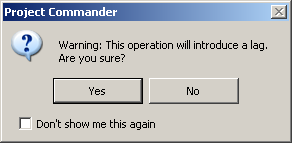 Project Commander
Warning: This operation will introduce a lag.
Are you sure?
Yes
No
Don't show me this again